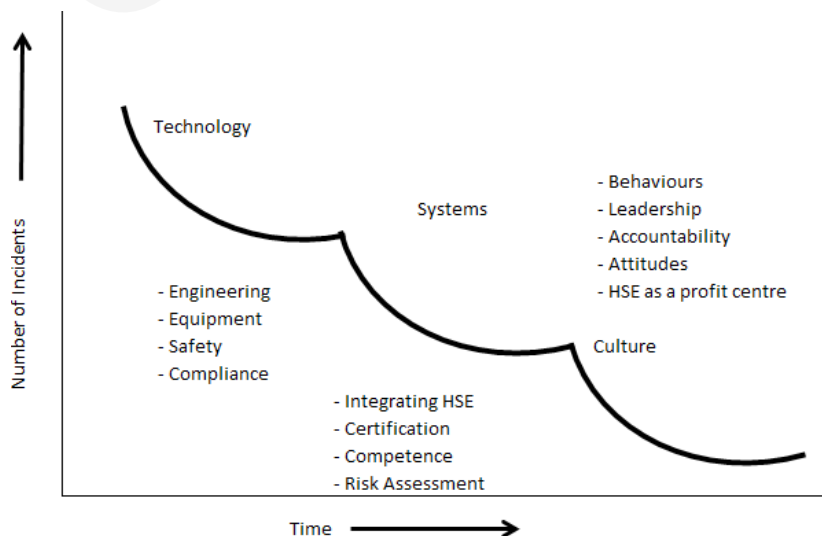 Number of Incidents
Technology
- Engineering
- Equipment
- Safety
- Compliance
Systems
- Integrating HSE
- Certification
- Competence
- Risk Assessment
- Behaviours
- Leadership
- Accountability
- Attitudes
- HSE as a profit centre
Culture
Time